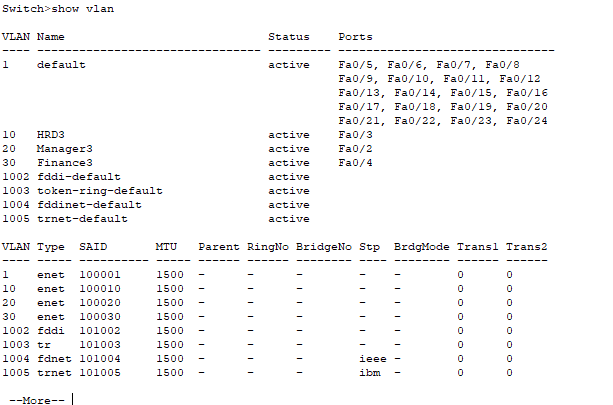 Switch>show vlan
VLAN Name                             Status    Ports
---- -------------------------------- --------- -------------------------------
1    default                          active    Fa0/5, Fa0/6, Fa0/7, Fa0/8
                                                Fa0/9, Fa0/10, Fa0/11, Fa0/12
                                                Fa0/13, Fa0/14, Fa0/15, Fa0/16
                                                Fa0/17, Fa0/18, Fa0/19, Fa0/20
                                                Fa0/21, Fa0/22, Fa0/23, Fa0/24
10   HRD3                             active    Fa0/3
20   Manager3                         active    Fa0/2
30   Finance3                         active    Fa0/4
1002 fddi-default                     active
1003 token-ring-default               active
1004 fddinet-default                  active
1005 trnet-default                    active
VLAN Type  SAID       MTU   Parent RingNo BridgeNo Stp  BrdgMode Trans1 Trans2
---- ----- ---------- ----- ------ ------ -------- ---- -------- ------ ------
1    enet  100001     1500  -      -      -        -    -        0      0
10   enet  100010     1500  -      -      -        -    -        0      0
20   enet  100020     1500  -      -      -        -    -        0      0
30   enet  100030     1500  -      -      -        -    -        0      0
1002 fddi  101002     1500  -      -      -        -    -        0      0
1003 tr    101003     1500  -      -      -        -    -        0      0
1004 fdnet 101004     1500  -      -      -        ieee -        0      0
1005 trnet 101005     1500  -      -      -        ibm  -        0      0
 --More--